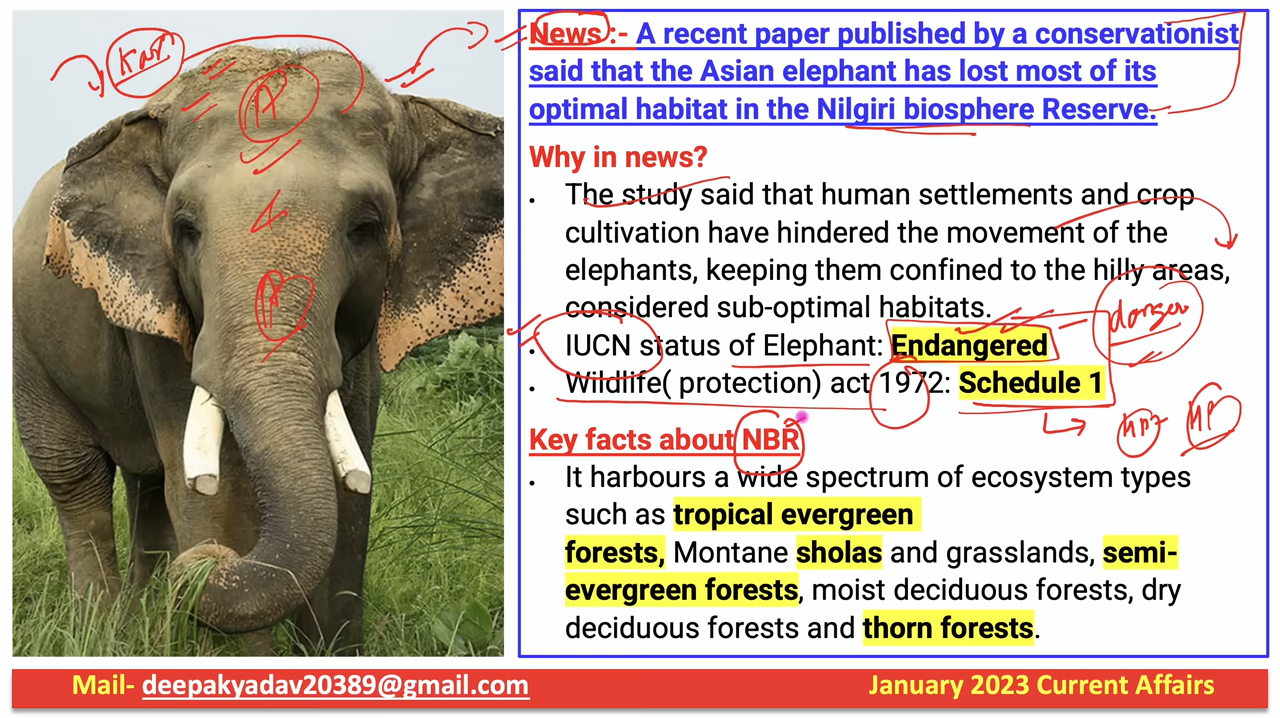 News :- A recent paper published by a conservationist
said that the Asian elephant has lost most of its
optimal habitat in the Nilgiri biosphere Reserve.
Why in news?
• The study said that human settlements and crop
cultivation have hindered the movement of the
elephants, keeping them confined to the hilly areas,
considered sub-optimal habitats.
• IUCN status of Elephant: Endangered
• Wildlife( protection) act 1972: Schedule 1
Key facts about NBR
• It harbours a wide spectrum of ecosystem types
such as tropical evergreen
forests, Montane sholas and grasslands, semi-
evergreen forests, moist deciduous forests, dry
deciduous forests and thorn forests.
Mail- deepakyadav20389@gmail.com
January 2023 Current Affairs